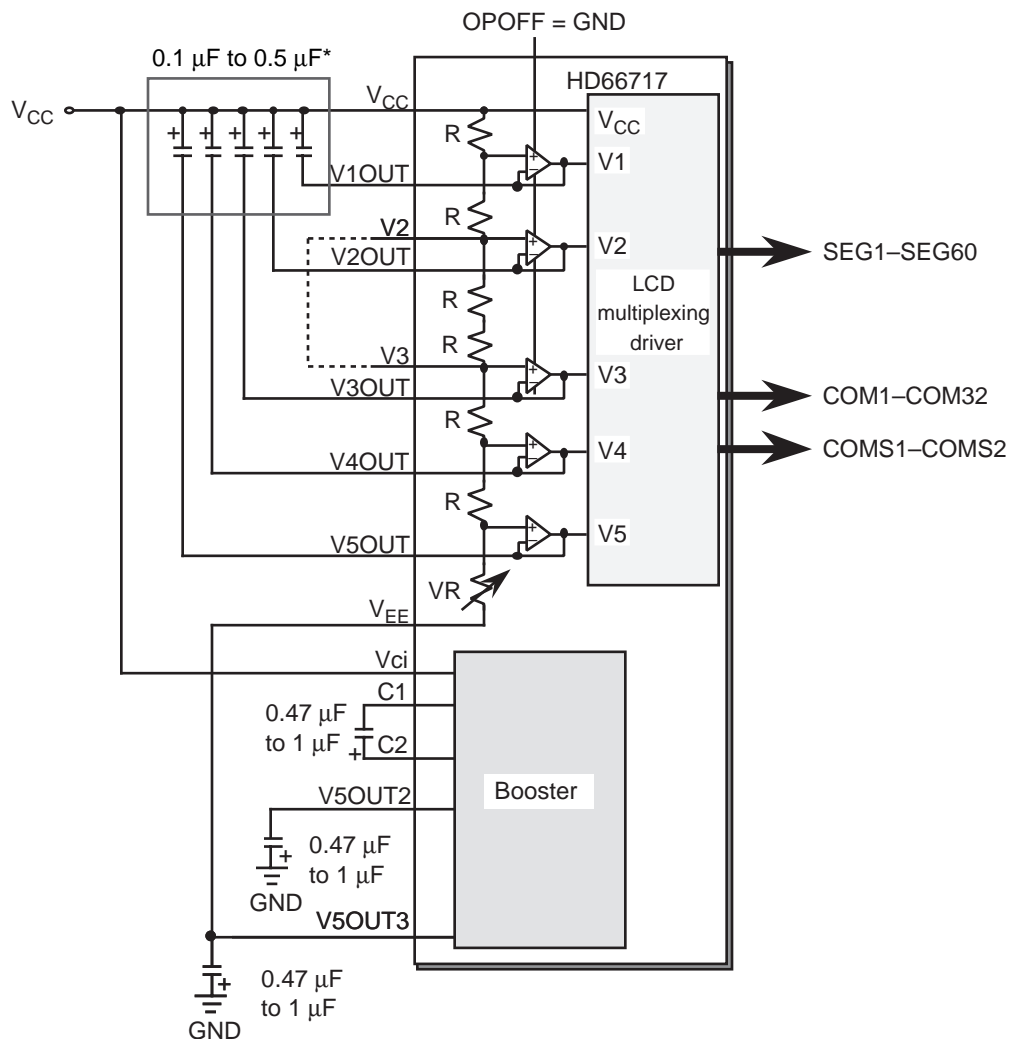 OPOFF = GND
0.1 μF to 0.5 μF*
HD66717
VCC
VCC
VCC
R
V1OUT
V1
+
+
+
+
+
+
−
R
V2
V2OUT
V2
+
−
SEG1–SEG60
R
LCD
multiplexing
driver
R
V3
V3OUT
V3
+
−
COM1–COM32
R
V4OUT
V4
+
−
COMS1–COMS2
R
V5OUT
V5
+
−
VR
VEE
Vci
C1
0.47 μF
to 1 μF
+
C2
Booster
V5OUT2
0.47 μF
to 1 μF
+
GND
V5OUT3
0.47 μF
to 1 μF
+
GND